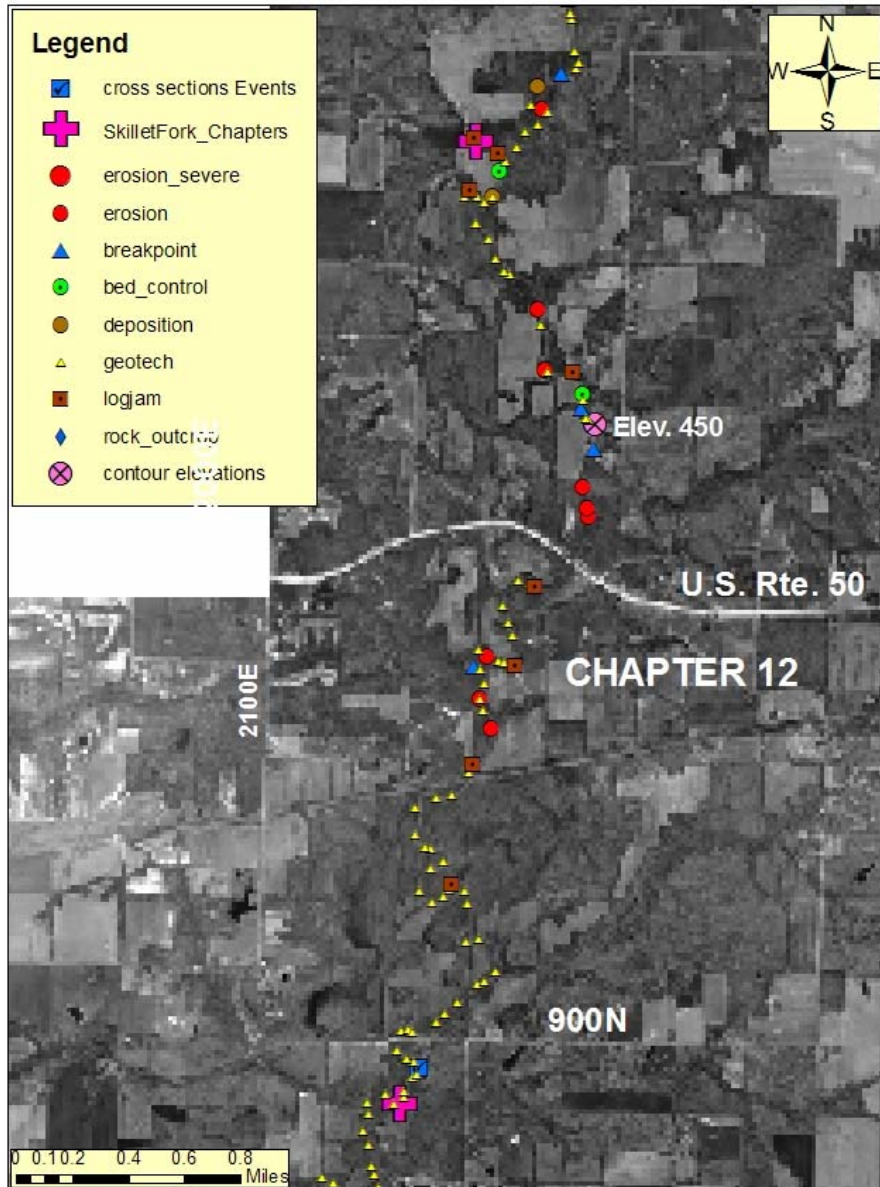 Legend
cross sections Events
SkilletFork_Chapters
erosion_severe
erosion
breakpoint
bed_control
deposition
geotech
logjam
rock_outcrop
contour elevations
N
W E
S
Elev. 450
U.S. Rte. 50
CHAPTER 12
2100E
900N
0 0.1 0.2 0.4 0.6 0.8
Miles